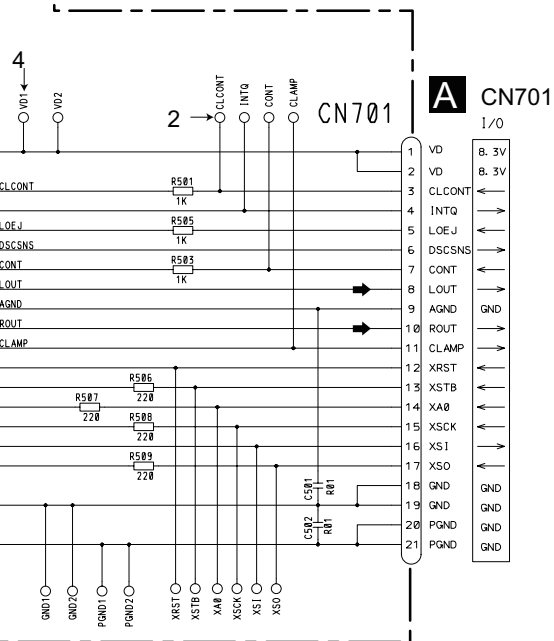 4
VD1
VD2
2
CLCONT
INTQ
CONT
CLAMP
CN701
A CN701
I/O
1 VD 8.3V
2 VD 8.3V
CLCONT R501 1K 3 CLCONT
4 INTQ
LOEJ R505 1K 5 LOEJ
DSCSNS 6 DSCSNS
CONT R503 1K 7 CONT
LOUT 8 LOUT
AGND 9 AGND GND
ROUT 10 ROUT
CLAMP 11 CLAMP
12 XRST
R506 220 13 XSTB
R507 220 14 XA0
R508 220 15 XSCK
16 XSI
R509 220 17 XSO
C501 R01
18 GND GND
19 GND GND
C502 R01
20 PGND GND
21 PGND GND
GND1
GND2
PGND1
PGND2
XRST
XSTB
XA0
XSCK
XSI
XSO